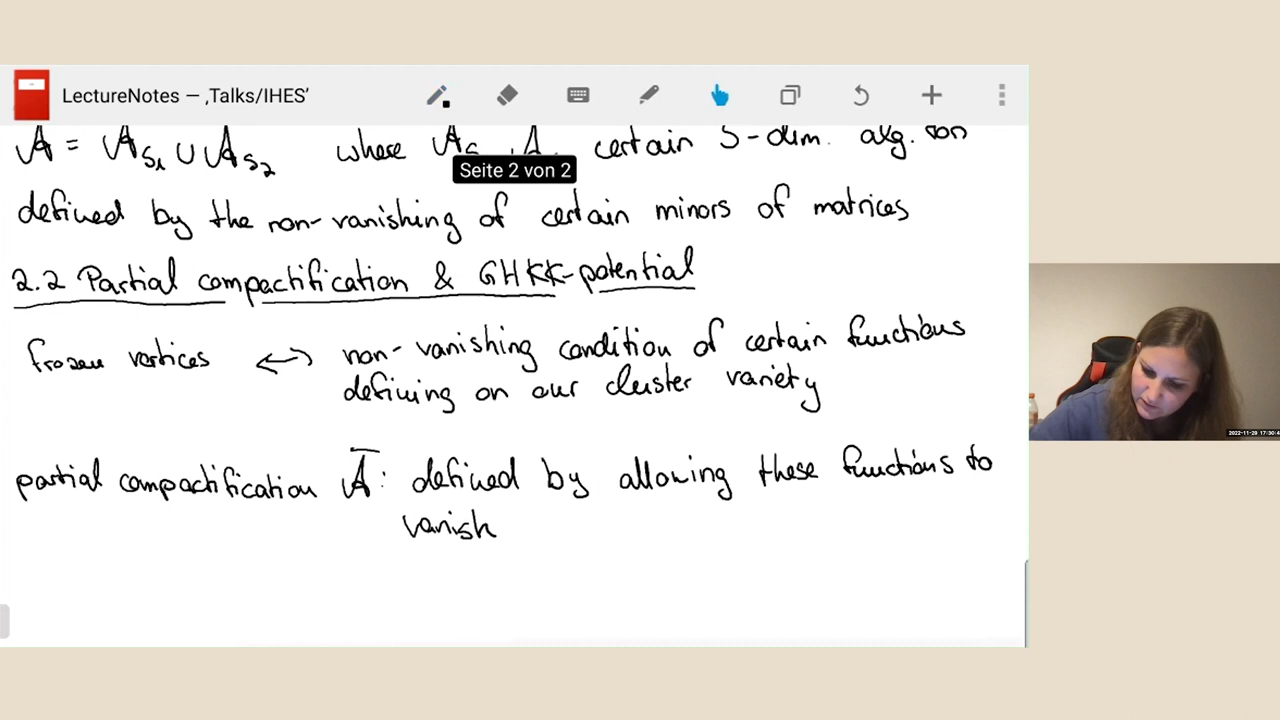 LectureNotes — ‚Talks/IHES’
A = A_{S_1} ∪ A_{S_2} where certain 5-dim. alg. tori
Seite 2 von 2
defined by the non-vanishing of certain minors of matrices
2.2 Partial compactification & GHKK-potential
frozen vertices ↔ non-vanishing condition of certain functions
defining on our cluster variety
partial compactification Ā: defined by allowing these functions to
vanish